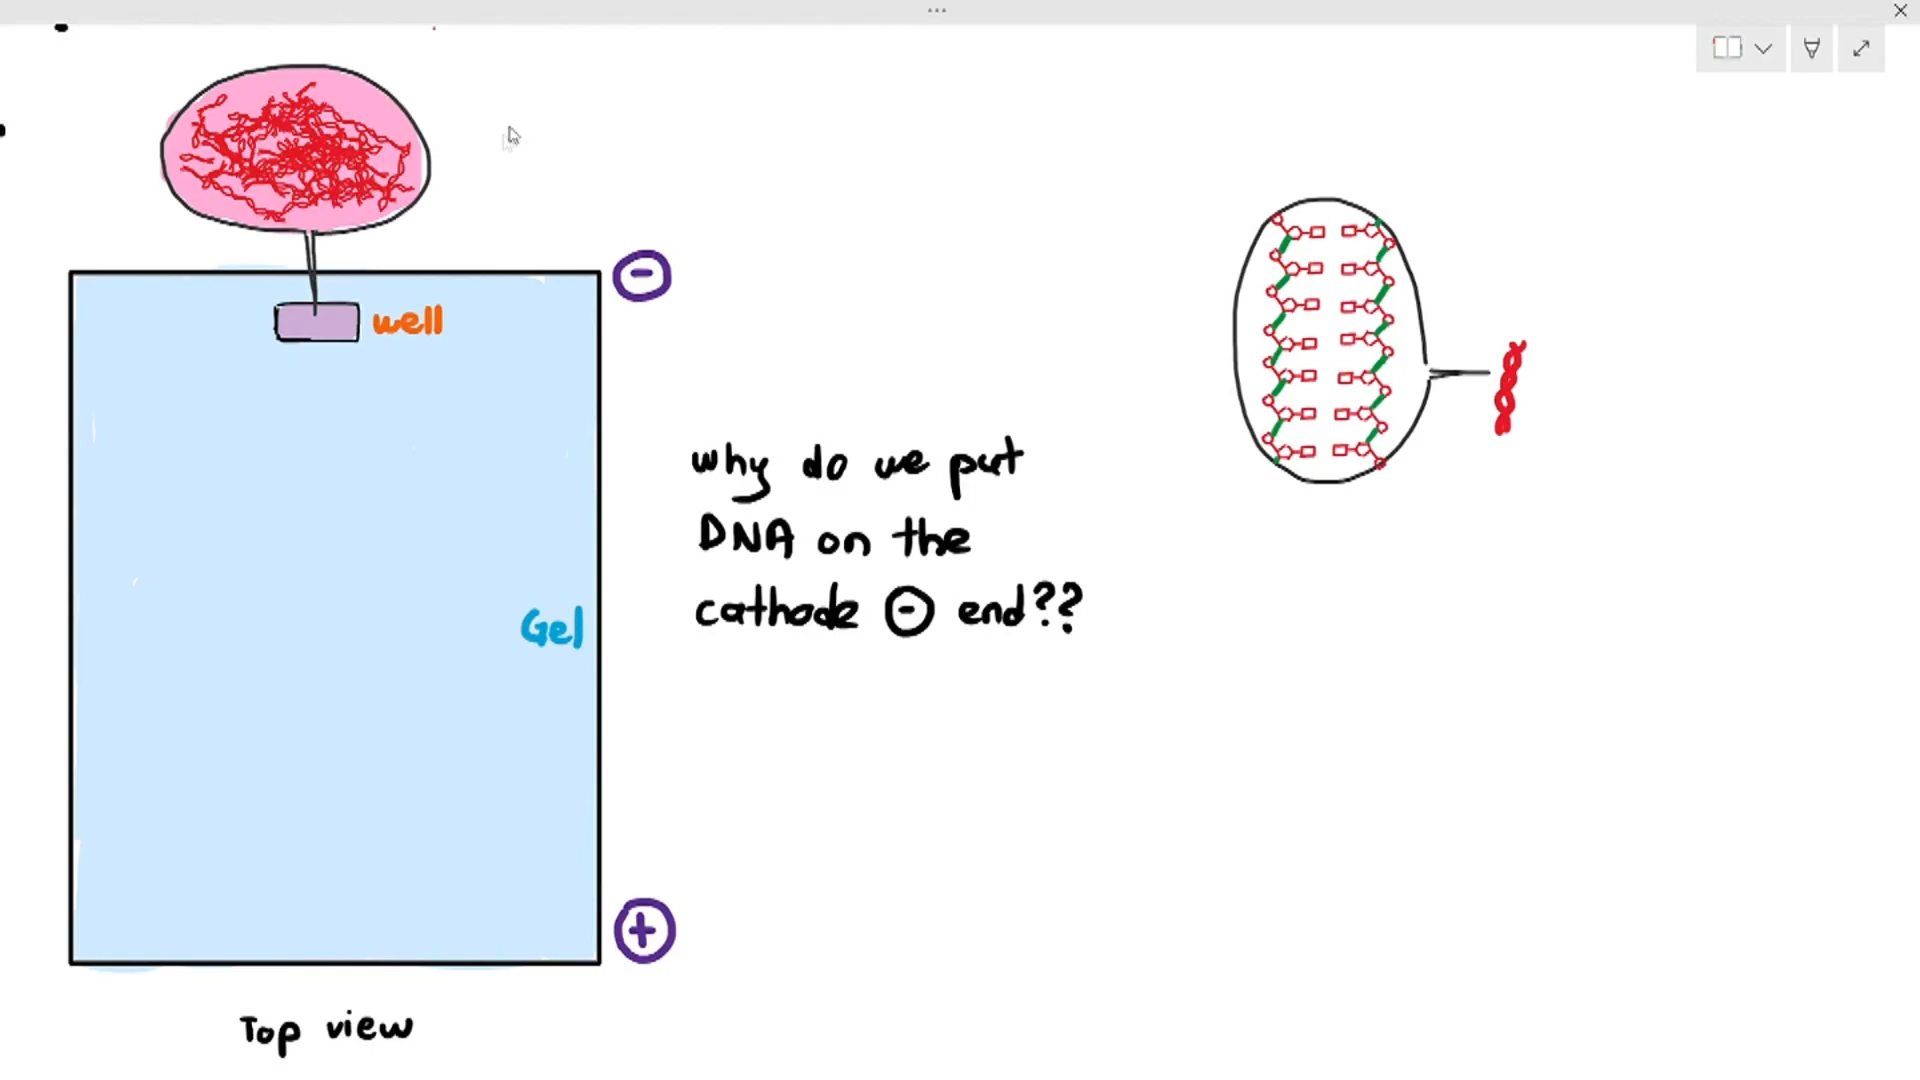 -
well
why do we put
DNA on the
cathode - end??
Gel
+
Top view